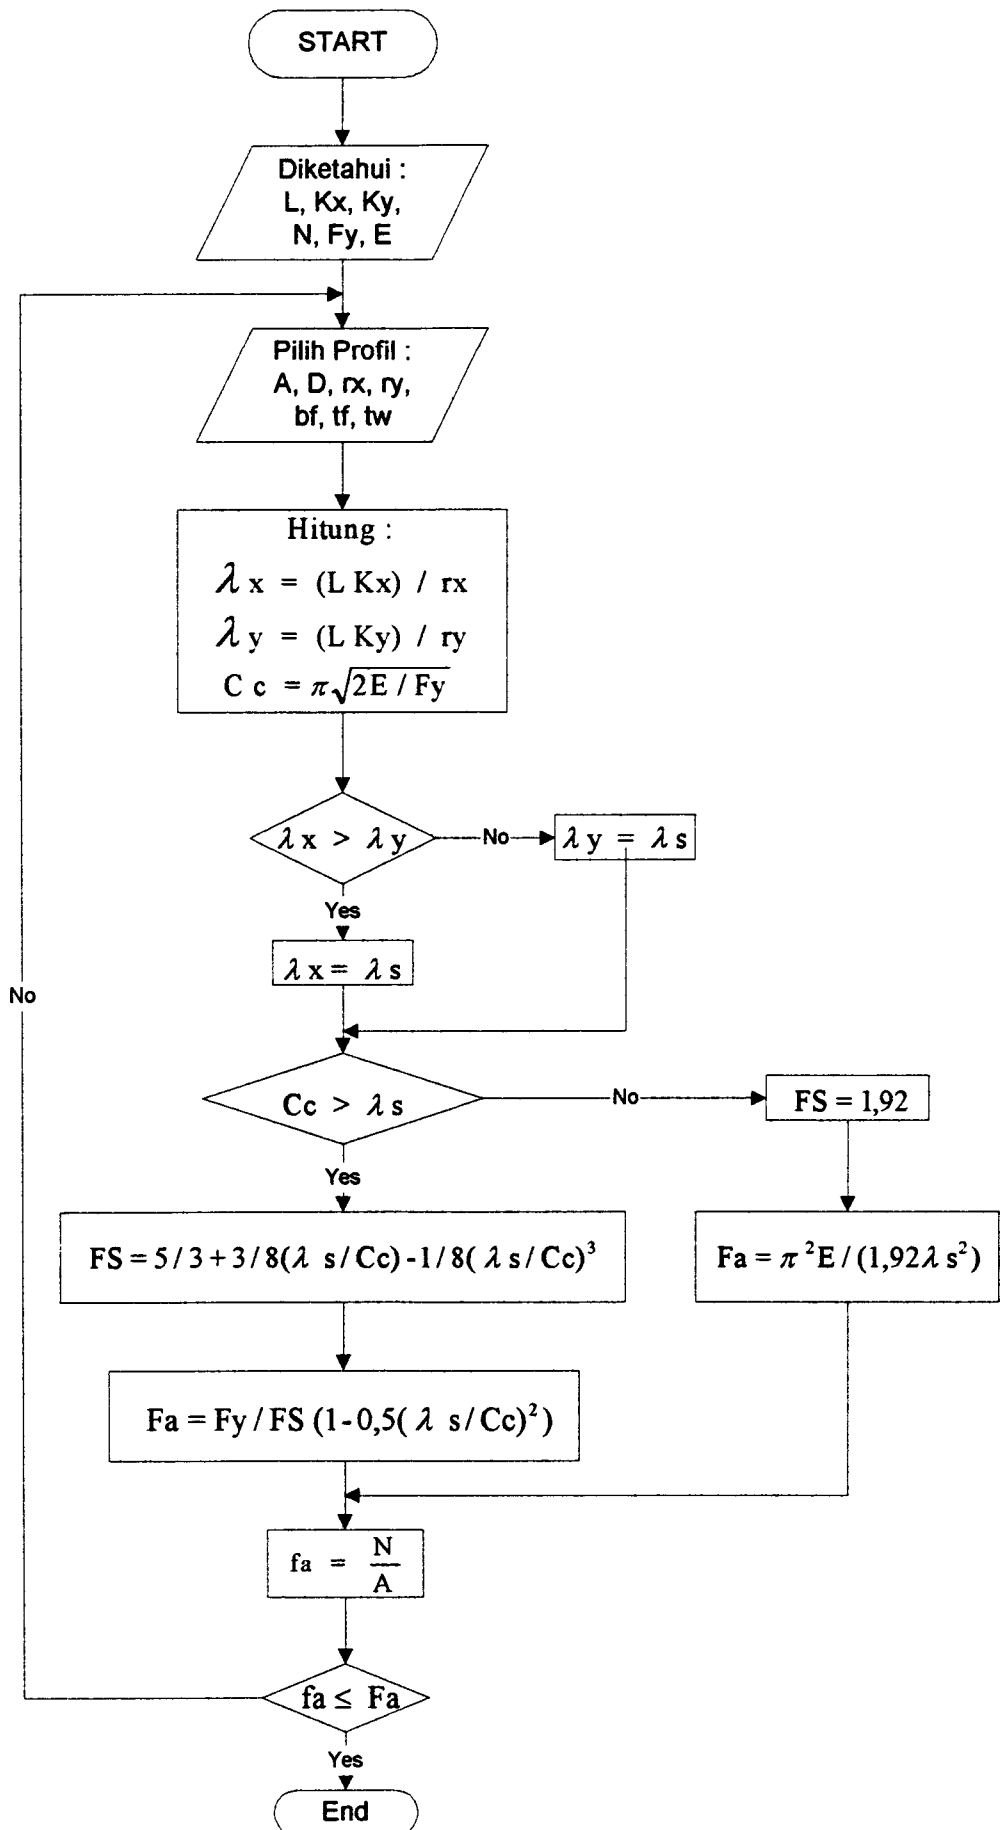 START
Diketahui :
L, Kx, Ky,
N, Fy, E
Pilih Profil :
A, D, rx, ry,
bf, tf, tw
Hitung :
λ x = (L Kx) / rx
λ y = (L Ky) / ry
C c = π√2E / Fy
λ x > λ y
No
λ y = λ s
Yes
λ x = λ s
No
Cc > λ s
No
FS = 1,92
Yes
FS = 5 / 3 + 3 / 8(λ s/Cc) - 1 / 8(λ s/Cc)³
Fa = π²E / (1,92λ s²)
Fa = Fy / FS (1 - 0,5(λ s/Cc)²)
fa = N
A
fa ≤ Fa
Yes
End